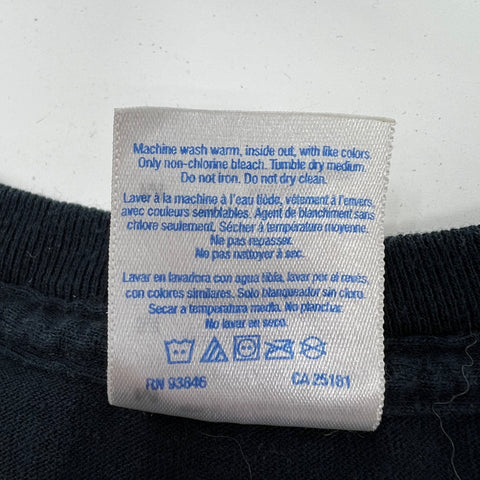 Machine wash warm, inside out, with like colors.
Only non-chlorine bleach. Tumble dry medium.
Do not iron. Do not dry clean.
Laver à la machine à l'eau tiède, vêtement à l'envers,
avec couleurs semblables. Agent de blanchiment sans
chlore seulement. Sécher à température moyenne.
Ne pas repasser.
Ne pas nattoyer à sec.
Lavar en lavadora con agua tibia, lavar por el revés,
con colores similares. Solo blanqueador sin cloro.
Secar a temperatura media. No planchar.
No lavar en seco.
RN 93846 CA 25181